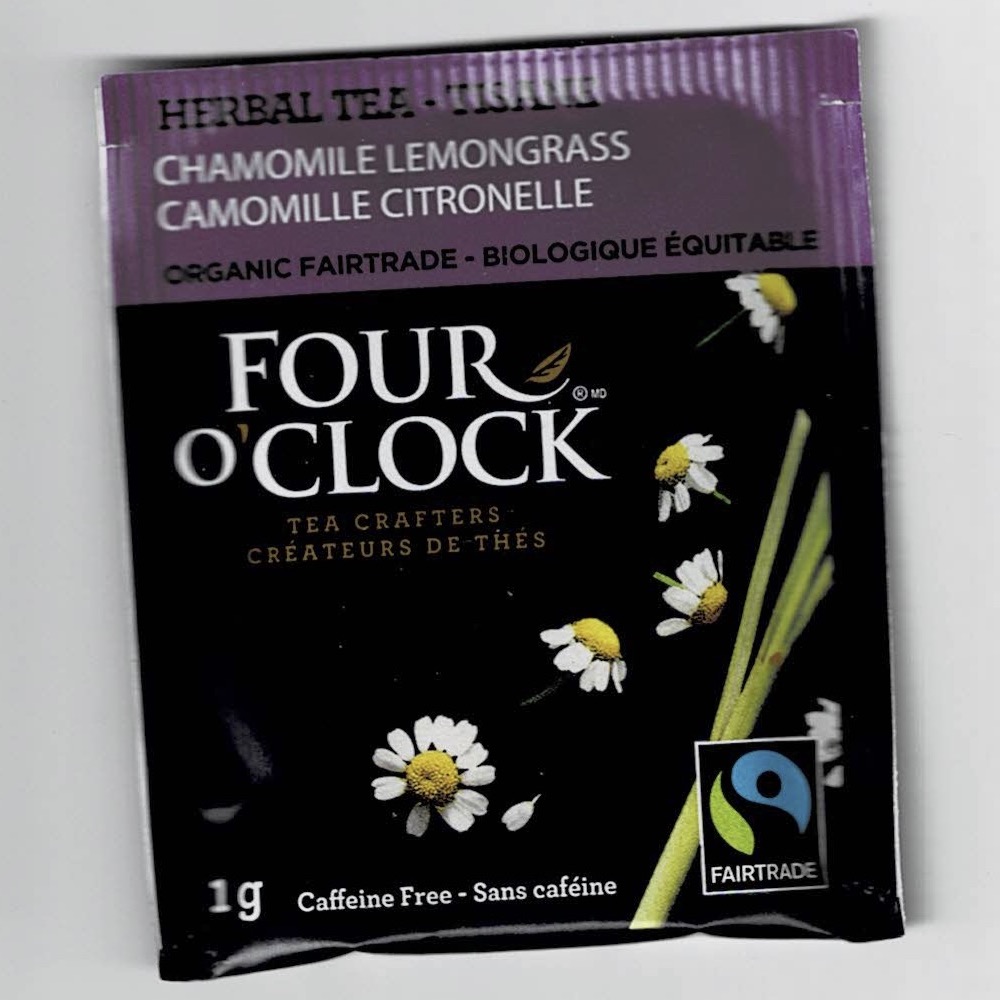 HERBAL TEA · TISANE
CHAMOMILE LEMONGRASS
CAMOMILLE CITRONELLE
ORGANIC FAIRTRADE - BIOLOGIQUE ÉQUITABLE
FOUR
O'CLOCK ® MD
TEA CRAFTERS
CRÉATEURS DE THÉS
1g Caffeine Free - Sans caféine
FAIRTRADE